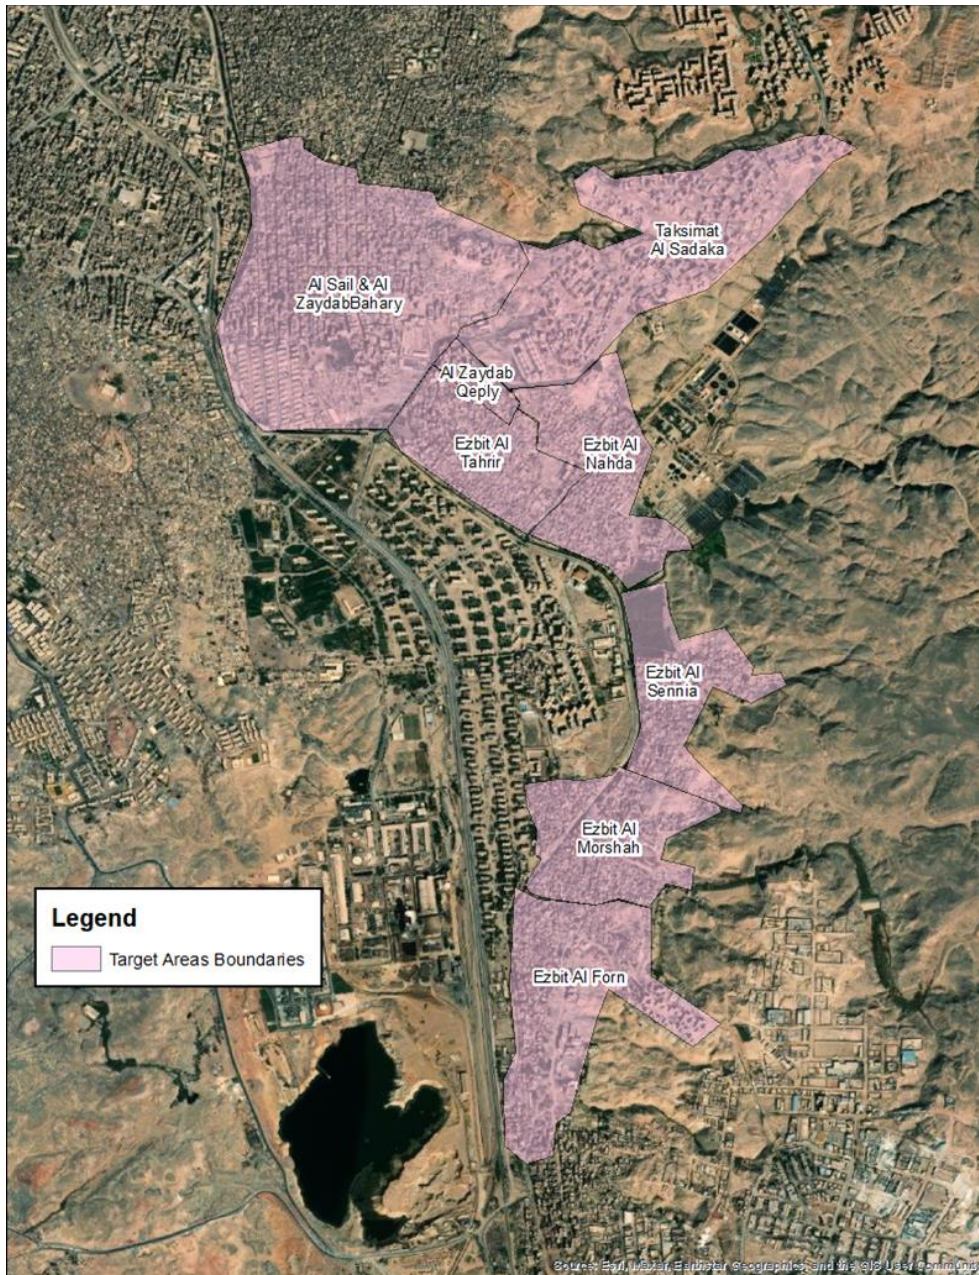 Taksimat
Al Sadaka
Al Sail & Al
ZaydabBahary
Al Zaydab
Qeply
Ezbit Al
Tahrir
Ezbit Al
Nahda
Ezbit Al
Sennia
Ezbit Al
Morshah
Legend
Target Areas Boundaries
Ezbit Al Forn
Source: Esri, Maxar, Earthstar Geographics, and the GIS User Community